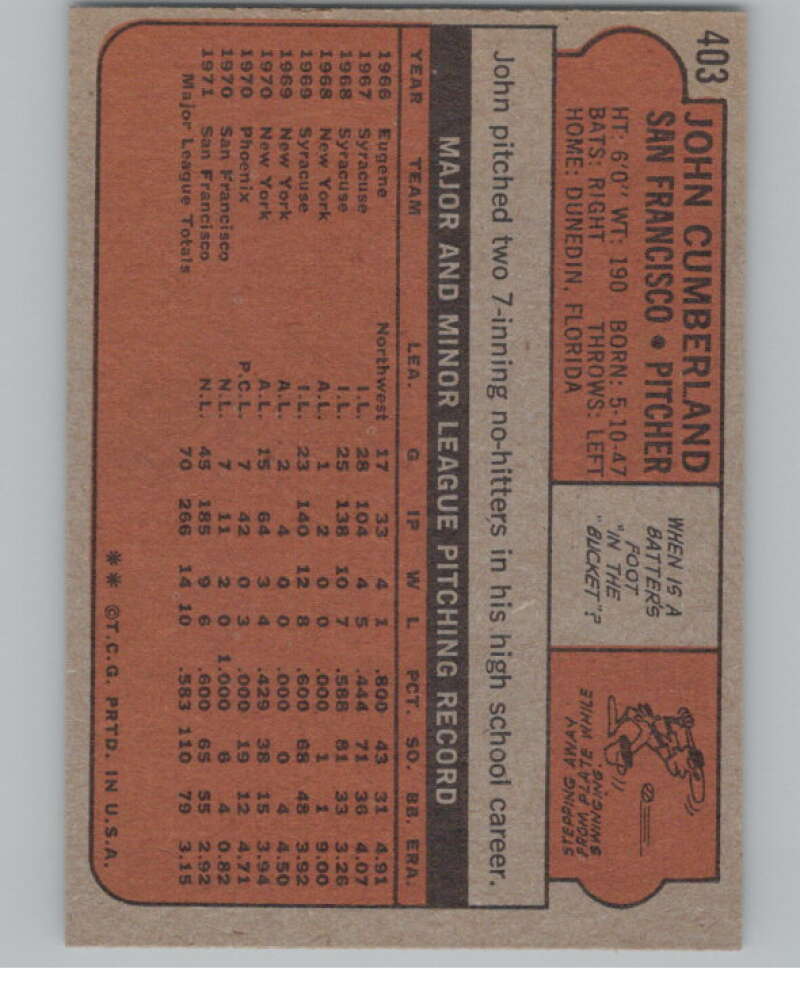 403
JOHN CUMBERLAND
SAN FRANCISCO • PITCHER
HT: 6'0" WT: 190 BORN: 5-10-47
BATS: RIGHT THROWS: LEFT
HOME: DUNEDIN, FLORIDA
WHEN IS A
BATTER'S
FOOT
"IN THE
BUCKET"?
STEPPING AWAY
FROM PLATE WHILE
SWINGING.
John pitched two 7-inning no-hitters in his high school career.
MAJOR AND MINOR LEAGUE PITCHING RECORD
YEAR TEAM LEA. G IP W L PCT. SO. BB. ERA.
1966 Eugene Northwest 17 33 4 1 .800 43 31 4.91
1967 Syracuse I.L. 28 104 4 5 .444 71 36 4.07
1968 Syracuse I.L. 25 138 10 7 .588 81 33 3.26
1968 New York A.L. 1 2 0 0 .000 1 1 9.00
1969 Syracuse I.L. 23 140 12 8 .600 68 48 3.92
1969 New York A.L. 2 4 0 0 .000 0 4 4.50
1970 New York A.L. 15 64 3 4 .429 38 15 3.94
1970 Phoenix P.C.L. 7 42 0 3 .000 19 12 4.71
1970 San Francisco N.L. 7 11 2 0 1.000 6 4 0.82
1971 San Francisco N.L. 45 185 9 6 .600 65 55 2.92
Major League Totals 70 266 14 10 .583 110 79 3.15
** ©T.C.G. PRTD. IN U.S.A.